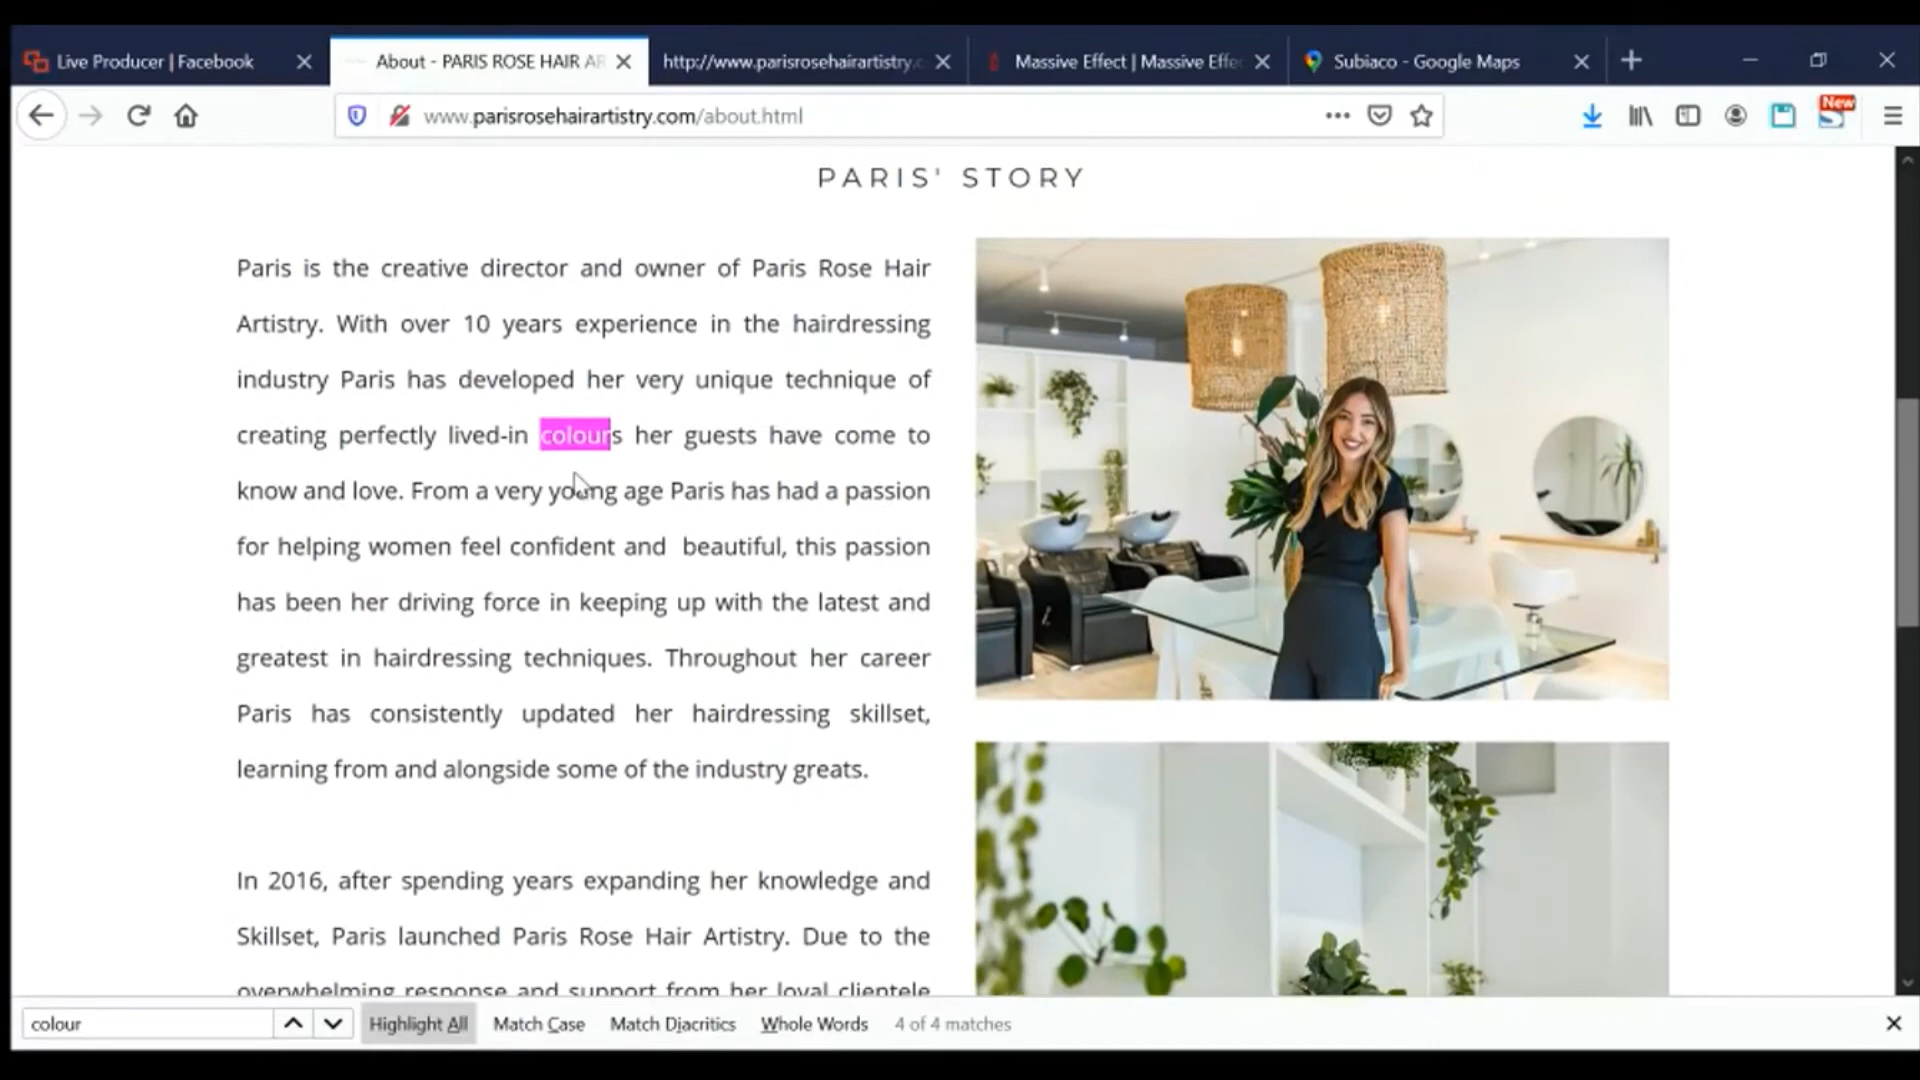 Live Producer | Facebook
About - PARIS ROSE HAIR AR
http://www.parisrosehairartistry.c
Massive Effect | Massive Effe
Subiaco - Google Maps
www.parisrosehairartistry.com/about.html
New
PARIS' STORY
Paris is the creative director and owner of Paris Rose Hair
Artistry. With over 10 years experience in the hairdressing
industry Paris has developed her very unique technique of
creating perfectly lived-in colours her guests have come to
know and love. From a very young age Paris has had a passion
for helping women feel confident and beautiful, this passion
has been her driving force in keeping up with the latest and
greatest in hairdressing techniques. Throughout her career
Paris has consistently updated her hairdressing skillset,
learning from and alongside some of the industry greats.
In 2016, after spending years expanding her knowledge and
Skillset, Paris launched Paris Rose Hair Artistry. Due to the
overwhelming response and support from her loyal clientele
colour
Highlight All
Match Case
Match Diacritics
Whole Words
4 of 4 matches